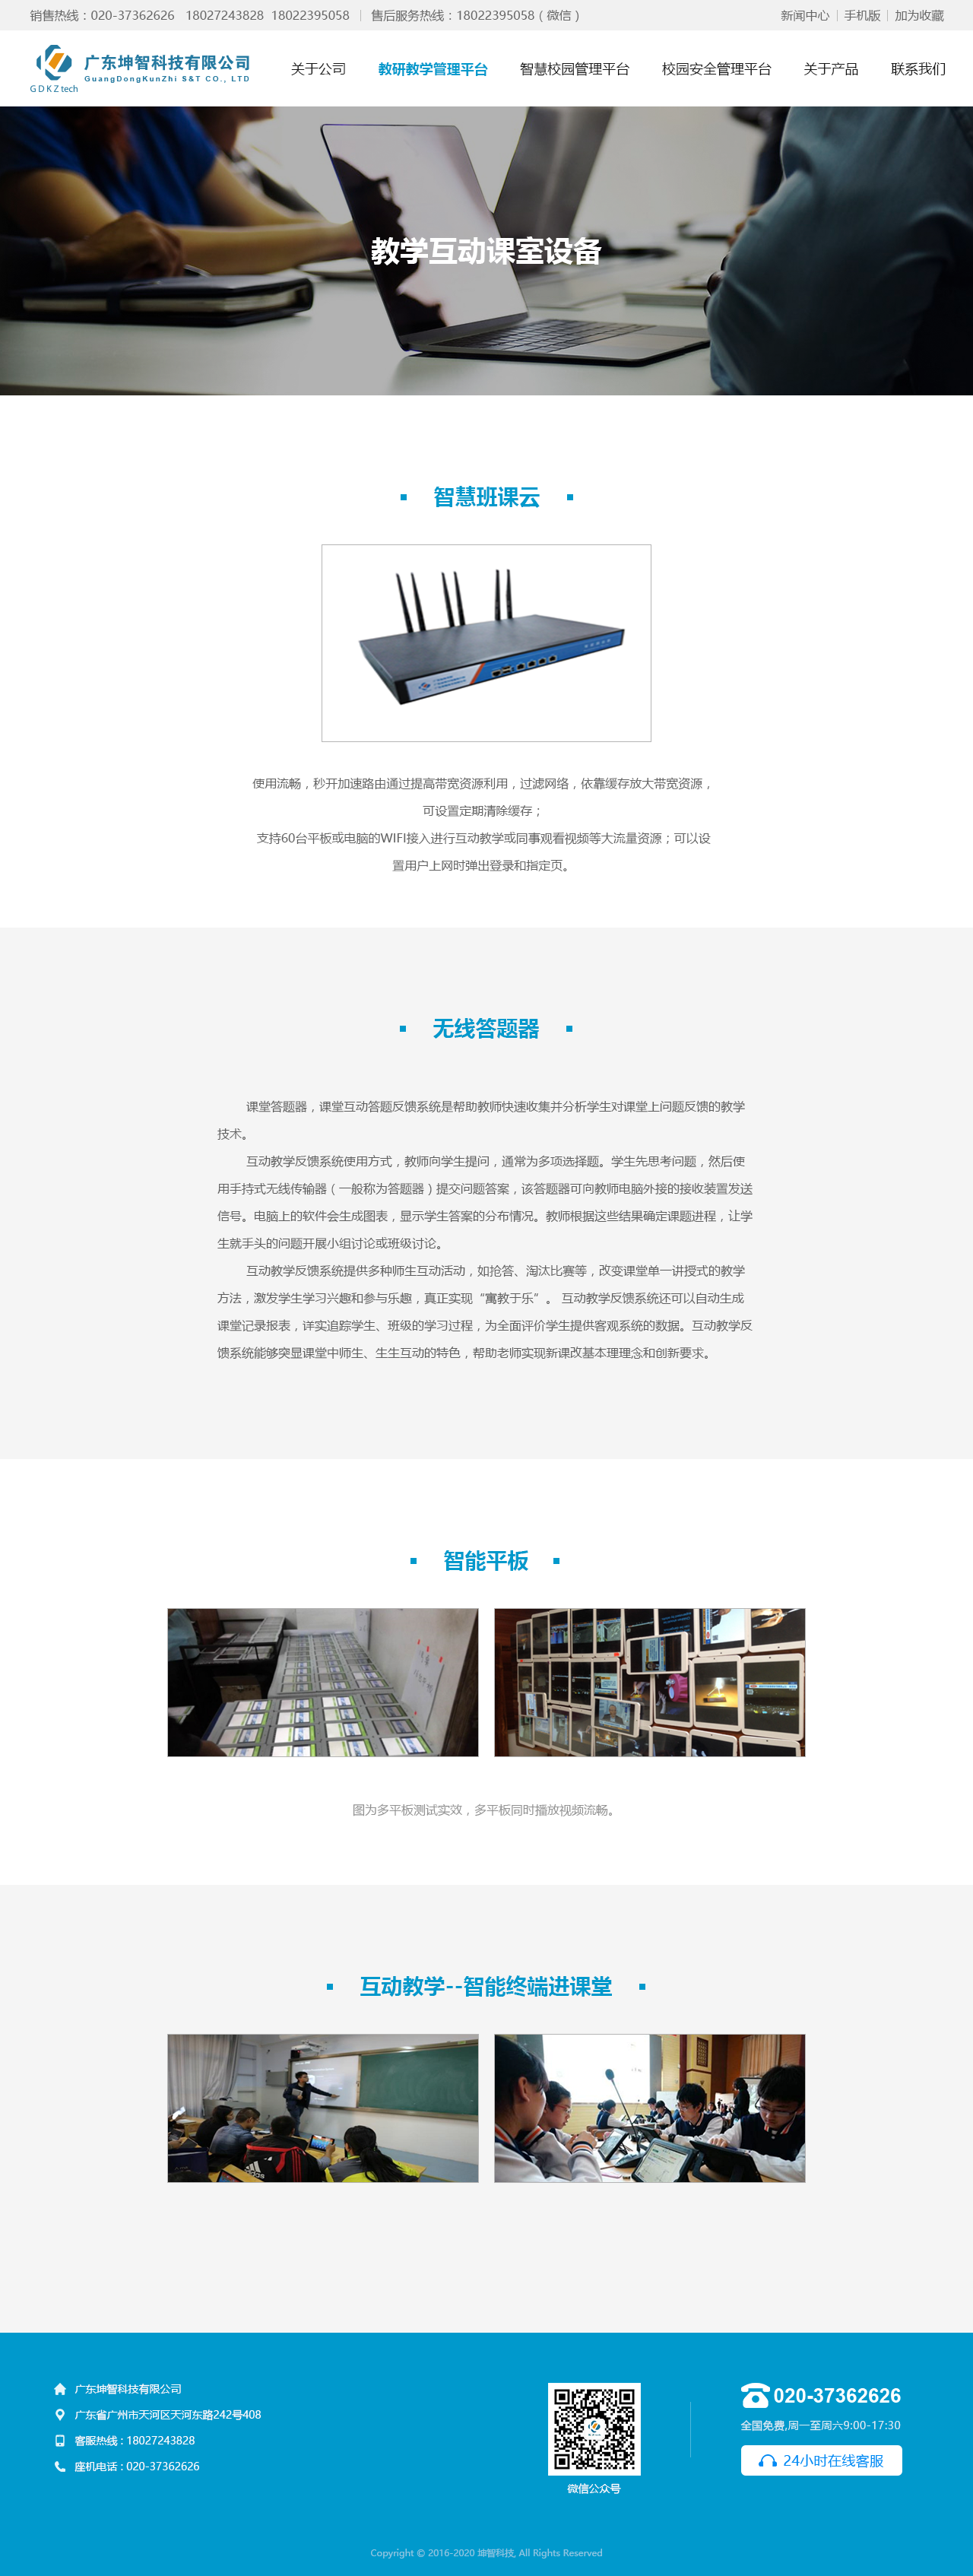 销售热线：020-37362626 18027243828 18022395058 | 售后服务热线：18022395058（微信）
新闻中心 | 手机版 | 加为收藏
广东坤智科技有限公司
GuangDongKunZhi S&T CO., LTD
GDKZ tech
关于公司 教研教学管理平台 智慧校园管理平台 校园安全管理平台 关于产品 联系我们
教学互动课室设备
智慧班课云
使用流畅，秒开加速路由通过提高带宽资源利用，过滤网络，依靠缓存放大带宽资源，
可设置定期清除缓存；
支持60台平板或电脑的WIFI接入进行互动教学或同事观看视频等大流量资源；可以设
置用户上网时弹出登录和指定页。
无线答题器
课堂答题器，课堂互动答题反馈系统是帮助教师快速收集并分析学生对课堂上问题反馈的教学
技术。
互动教学反馈系统使用方式，教师向学生提问，通常为多项选择题。学生先思考问题，然后使
用手持式无线传输器（一般称为答题器）提交问题答案，该答题器可向教师电脑外接的接收装置发送
信号。电脑上的软件会生成图表，显示学生答案的分布情况。教师根据这些结果确定课题进程，让学
生就手头的问题开展小组讨论或班级讨论。
互动教学反馈系统提供多种师生互动活动，如抢答、淘汰比赛等，改变课堂单一讲授式的教学
方法，激发学生学习兴趣和参与乐趣，真正实现“寓教于乐”。 互动教学反馈系统还可以自动生成
课堂记录报表，详实追踪学生、班级的学习过程，为全面评价学生提供客观系统的数据。互动教学反
馈系统能够突显课堂中师生、生生互动的特色，帮助老师实现新课改基本理理念和创新要求。
智能平板
图为多平板测试实效，多平板同时播放视频流畅。
互动教学--智能终端进课堂
广东坤智科技有限公司
广东省广州市天河区天河东路242号408
客服热线：18027243828
座机电话：020-37362626
微信公众号
020-37362626
全国免费,周一至周六9:00-17:30
24小时在线客服
Copyright © 2016-2020 坤智科技, All Rights Reserved